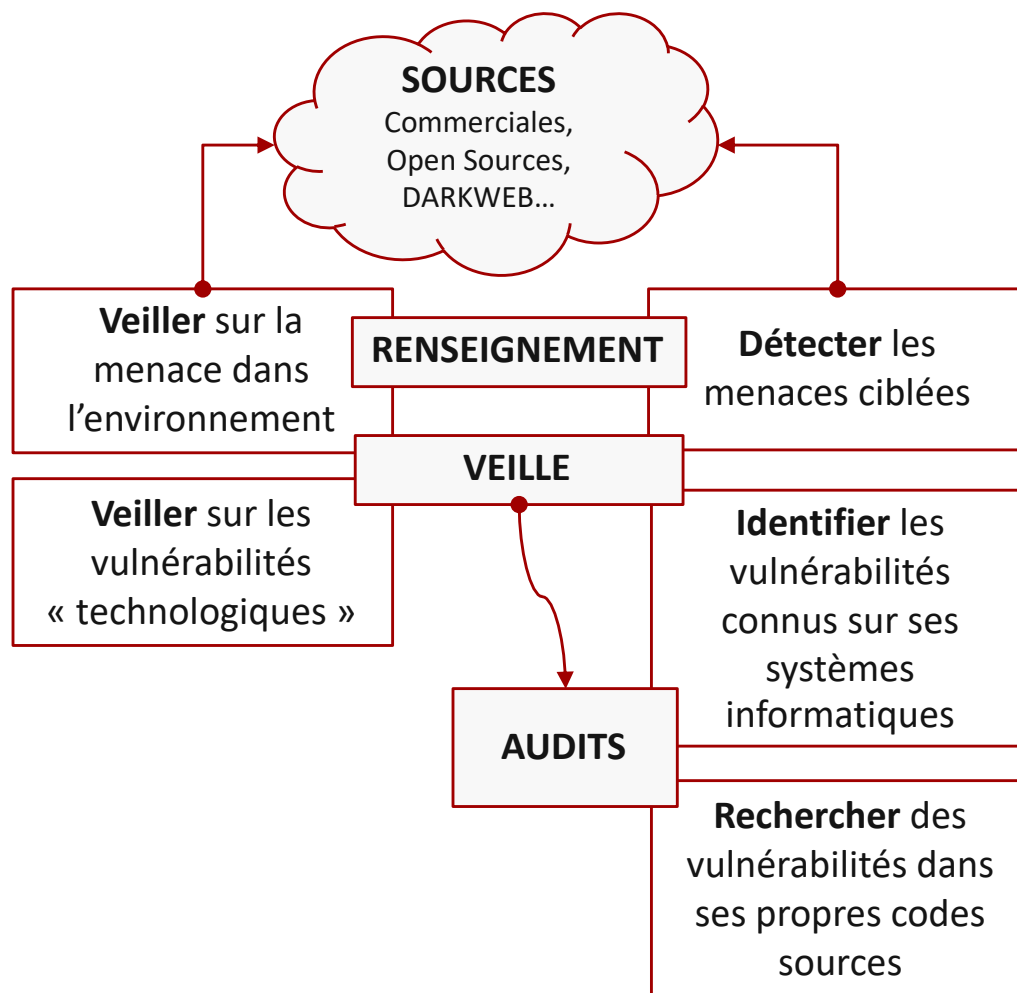 SOURCES
Commerciales,
Open Sources,
DARKWEB…
Veiller sur la
menace dans
l’environnement
RENSEIGNEMENT
Détecter les
menaces ciblées
VEILLE
Veiller sur les
vulnérabilités
« technologiques »
Identifier les
vulnérabilités
connus sur ses
systèmes
informatiques
AUDITS
Rechercher des
vulnérabilités dans
ses propres codes
sources